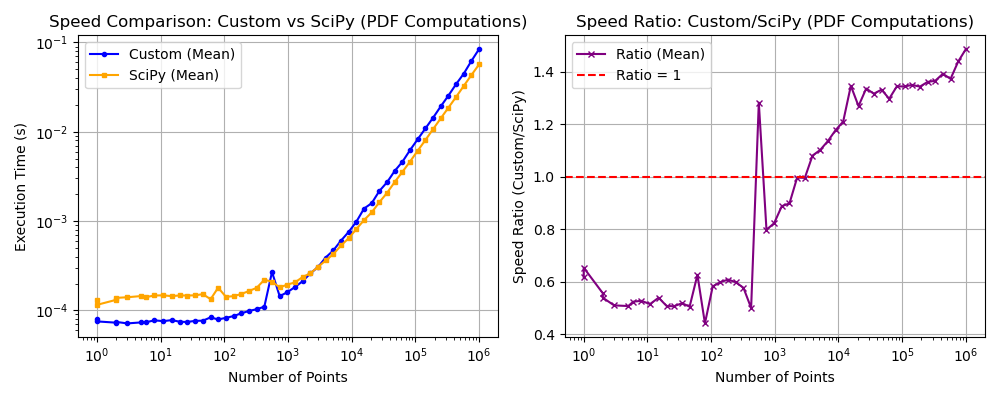 Speed Comparison: Custom vs SciPy (PDF Computations)
Execution Time (s)
10⁻¹
10⁻²
10⁻³
10⁻⁴
Custom (Mean)
SciPy (Mean)
10⁰ 10¹ 10² 10³ 10⁴ 10⁵ 10⁶
Number of Points
Speed Ratio: Custom/SciPy (PDF Computations)
Speed Ratio (Custom/SciPy)
1.4
1.2
1.0
0.8
0.6
0.4
Ratio (Mean)
Ratio = 1
10⁰ 10¹ 10² 10³ 10⁴ 10⁵ 10⁶
Number of Points